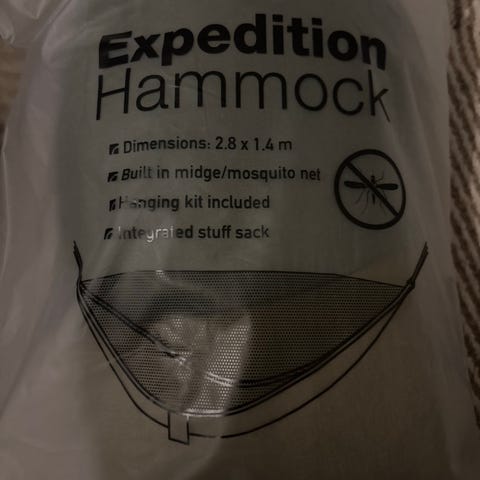 Expedition
Hammock
Dimensions: 2.8 x 1.4 m
Built in midge/mosquito net
Hanging kit included
Integrated stuff sack